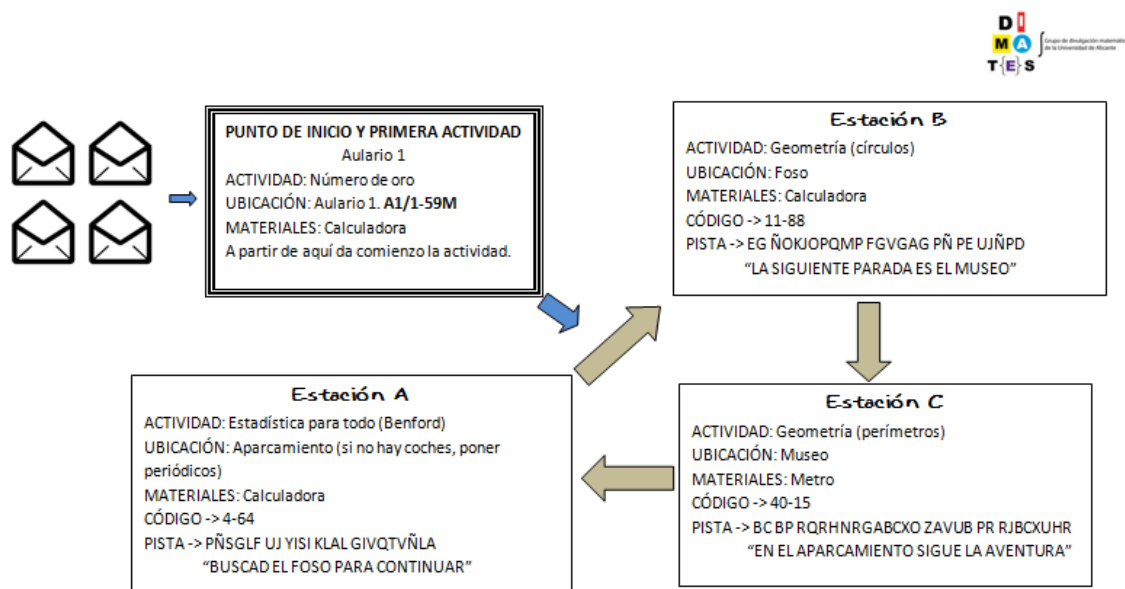 DI
MA
T{E}S
Grupo de divulgación matemática
de la Universidad de Alicante
PUNTO DE INICIO Y PRIMERA ACTIVIDAD
Aulario 1
ACTIVIDAD: Número de oro
UBICACIÓN: Aulario 1. A1/1-59M
MATERIALES: Calculadora
A partir de aquí da comienzo la actividad.
Estación B
ACTIVIDAD: Geometría (círculos)
UBICACIÓN: Foso
MATERIALES: Calculadora
CÓDIGO -> 11-88
PISTA -> EG ÑOKJOPQMP FGVGAG PÑ PE UJÑPD
“LA SIGUIENTE PARADA ES EL MUSEO”
Estación A
ACTIVIDAD: Estadística para todo (Benford)
UBICACIÓN: Aparcamiento (si no hay coches, poner
periódicos)
MATERIALES: Calculadora
CÓDIGO -> 4-64
PISTA -> PÑSGLF UJ YISI KLAL GIVQTVÑLA
“BUSCAD EL FOSO PARA CONTINUAR”
Estación C
ACTIVIDAD: Geometría (perímetros)
UBICACIÓN: Museo
MATERIALES: Metro
CÓDIGO -> 40-15
PISTA -> BC BP RQRHNRGABCXO ZAVUB PR RJBCXUHR
“EN EL APARCAMIENTO SIGUE LA AVENTURA”